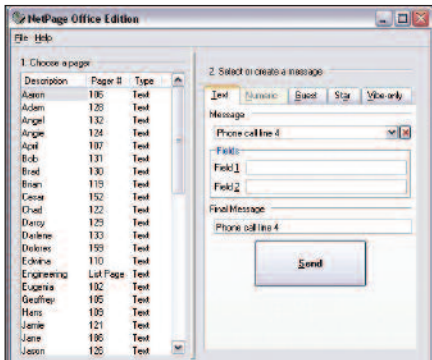 NetPage Office Edition
File Help
1. Choose a pager
Description Pager # Type
Aaron 106 Text
Adam 128 Text
Angel 132 Text
Angie 124 Text
April 107 Text
Bob 131 Text
Brad 130 Text
Brian 119 Text
Cesar 152 Text
Chad 122 Text
Darcy 129 Text
Darlene 133 Text
Dolores 159 Text
Edwina 110 Text
Engineering List Page Text
Eugenia 102 Text
Geoffrey 105 Text
Hans 109 Text
Jamie 121 Text
Jane Text
Jason 126 Text
2. Select or create a message
Text Numeric Guest Star Vibe-only
Message
Phone call line 4
Fields
Field 1
Field 2
Final Message
Phone call line 4
Send